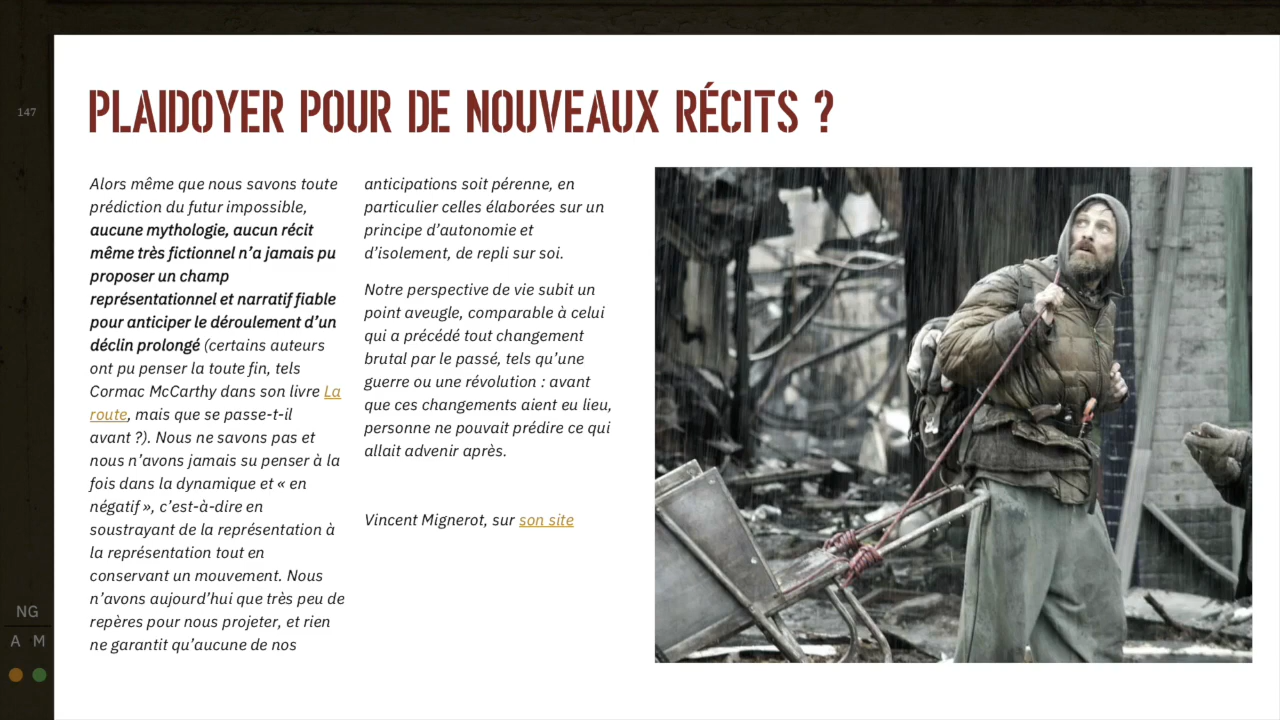 147
PLAIDOYER POUR DE NOUVEAUX RÉCITS ?
Alors même que nous savons toute
prédiction du futur impossible,
aucune mythologie, aucun récit
même très fictionnel n’a jamais pu
proposer un champ
représentationnel et narratif fiable
pour anticiper le déroulement d’un
déclin prolongé (certains auteurs
ont pu penser la toute fin, tels
Cormac McCarthy dans son livre La
route, mais que se passe-t-il
avant ?). Nous ne savons pas et
nous n’avons jamais su penser à la
fois dans la dynamique et « en
négatif », c’est-à-dire en
soustrayant de la représentation à
la représentation tout en
conservant un mouvement. Nous
n’avons aujourd’hui que très peu de
repères pour nous projeter, et rien
ne garantit qu’aucune de nos
anticipations soit pérenne, en
particulier celles élaborées sur un
principe d’autonomie et
d’isolement, de repli sur soi.
Notre perspective de vie subit un
point aveugle, comparable à celui
qui a précédé tout changement
brutal par le passé, tels qu’une
guerre ou une révolution : avant
que ces changements aient eu lieu,
personne ne pouvait prédire ce qui
allait advenir après.
Vincent Mignerot, sur son site
NG
A M